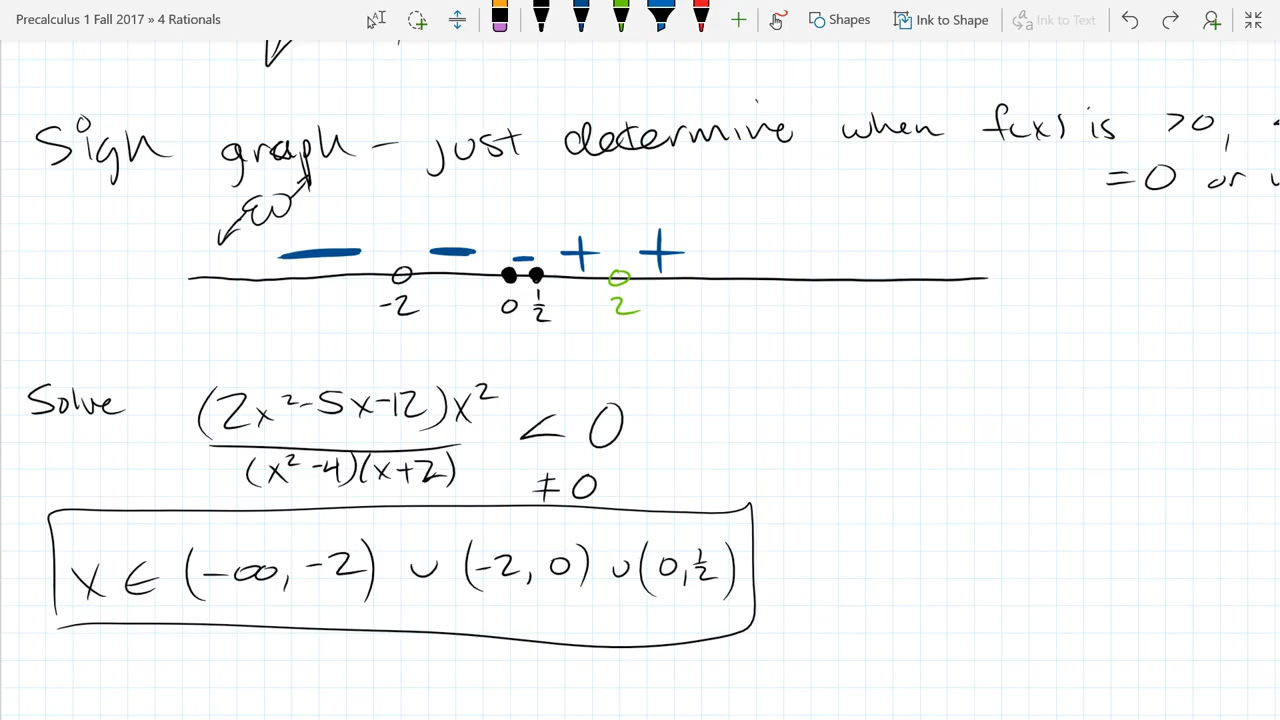 Precalculus 1 Fall 2017 » 4 Rationals
Shapes
Ink to Shape
Ink to Text
Sign graph – just determine when f(x) is >0,
=0 or
– – - + +
-2 0 1/2 2
Solve (2x²-5x-12)x² / (x²-4)(x+2) < 0
≠0
x ∈ (-∞, -2) ∪ (-2, 0) ∪ (0, 1/2)